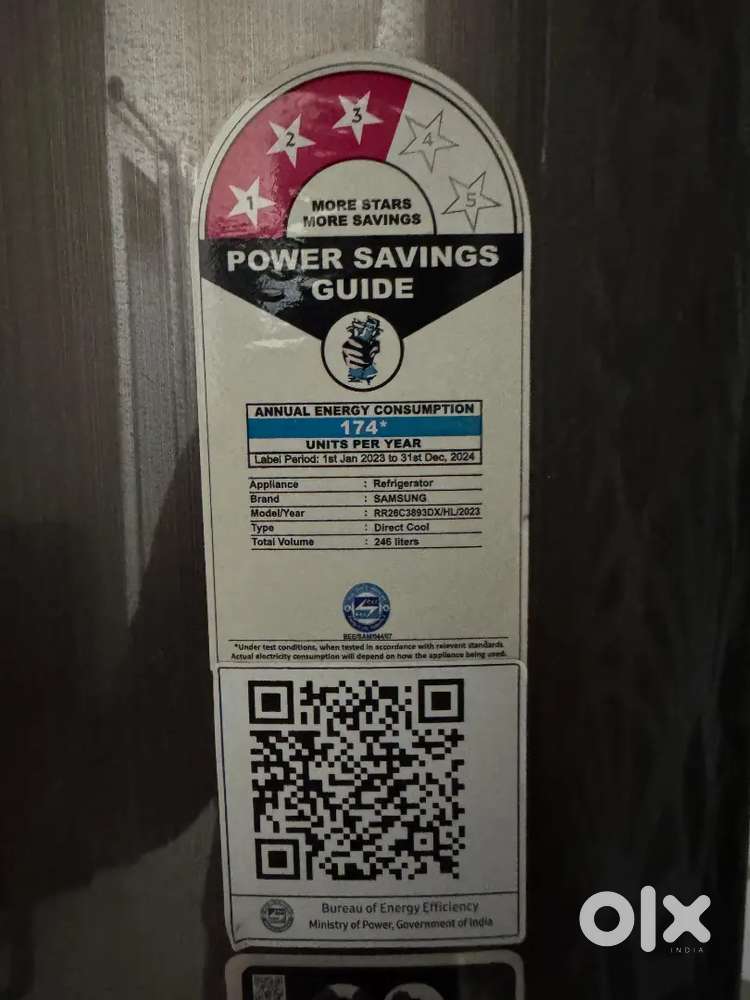 1 2 3 4 5
MORE STARS
MORE SAVINGS
POWER SAVINGS
GUIDE
ANNUAL ENERGY CONSUMPTION
174*
UNITS PER YEAR
Label Period: 1st Jan 2023 to 31st Dec, 2024
Appliance : Refrigerator
Brand : SAMSUNG
Model/Year : RR26C3893DX/HL/2023
Type : Direct Cool
Total Volume : 246 liters
*Under test conditions, when tested in accordance with relevent standards.
Actual electricity consumption will depend on how the appliance being used.
Bureau of Energy Efficiency
Ministry of Power, Government of India
olx
INDIA